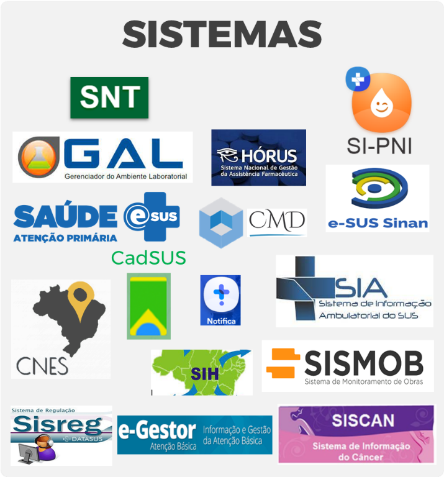 SISTEMAS
SNT
SI-PNI
GAL
Gerenciador de Ambiente Laboratorial
HÓRUS
Sistema Nacional de Gestão
da Assistência Farmacêutica
e-SUS Sinan
SAÚDE
ATENÇÃO PRIMÁRIA
e SUS
CMD
CadSUS
CNES
Notifica
SIA
Sistema de Informação
Ambulatorial do SUS
SIH
SISMOB
Sistema de Monitoramento de Obras
Sistema de Regulação
Sisreg
DATASUS
e-Gestor
Atenção Básica
Informação e Gestão
da Atenção Básica
SISCAN
Sistema de Informação
do Câncer